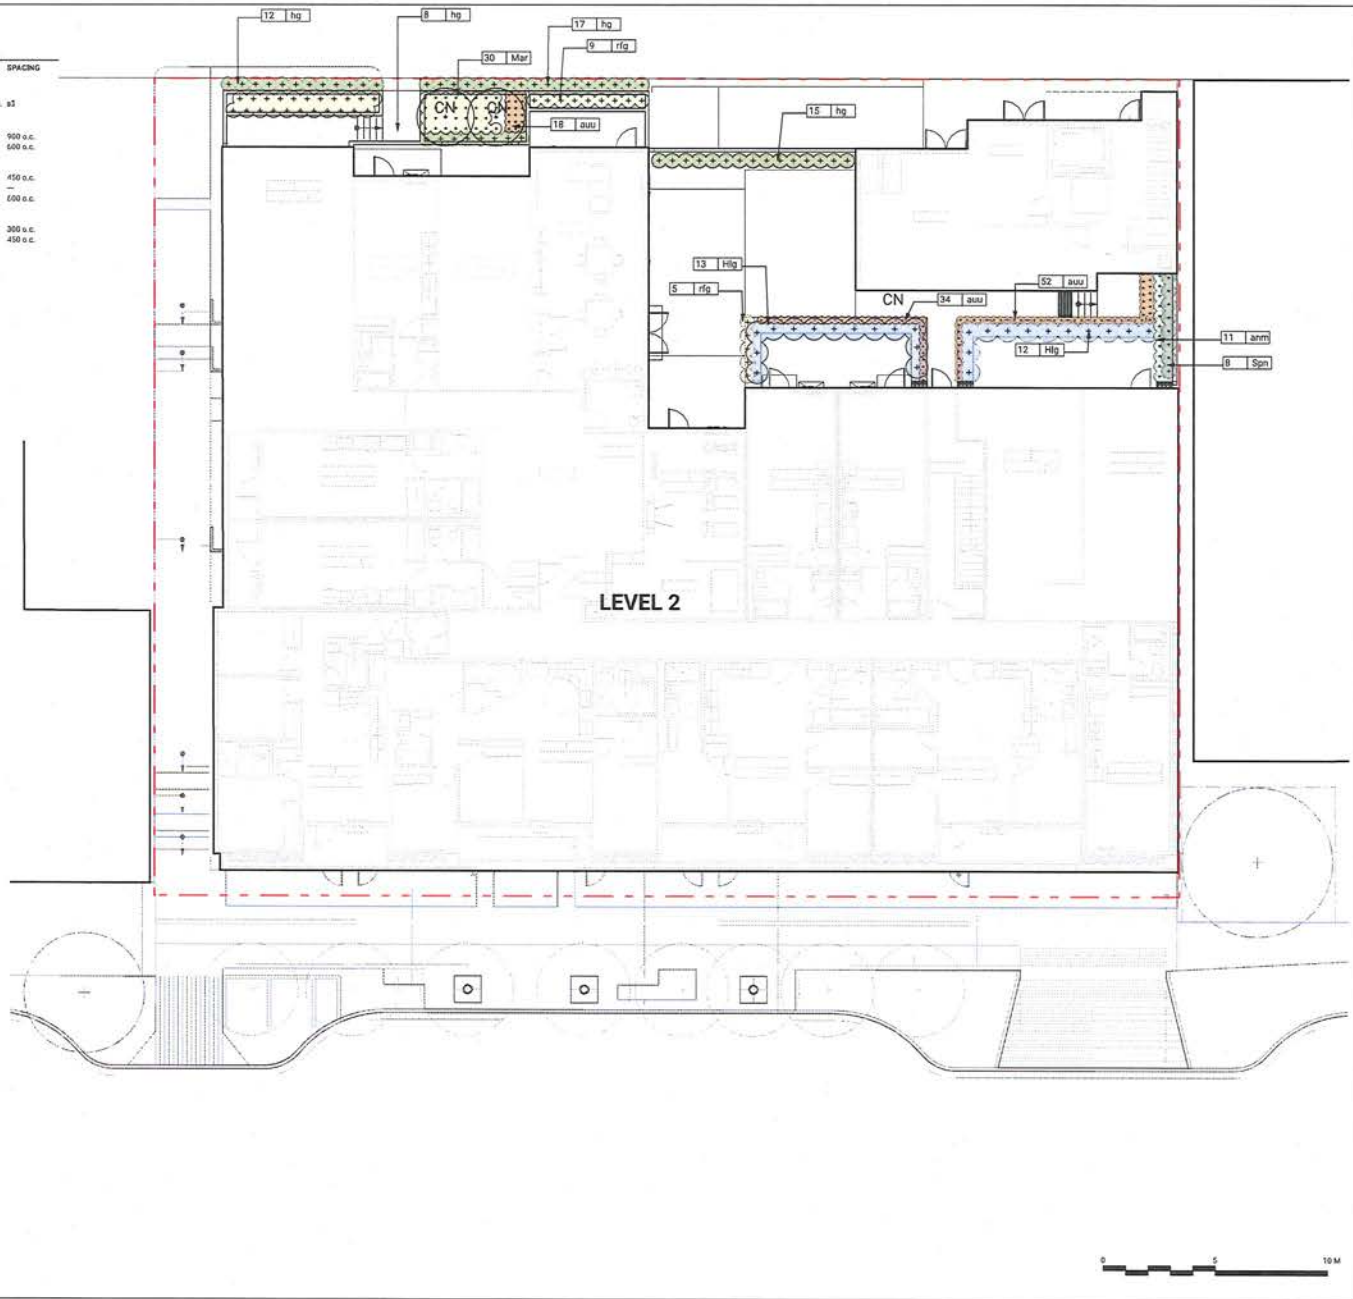 12 hg
8 hg
17 hg
9 rfg
30 Mar
SPACING
CN CN
18 auu
15 hg
900 o.c.
600 o.c.
450 o.c.
—
600 o.c.
300 o.c.
450 o.c.
13 Hlg
5 rfg
52 auu
CN
34 auu
11 anm
12 Hlg
8 Spn
LEVEL 2
0 5 10 M